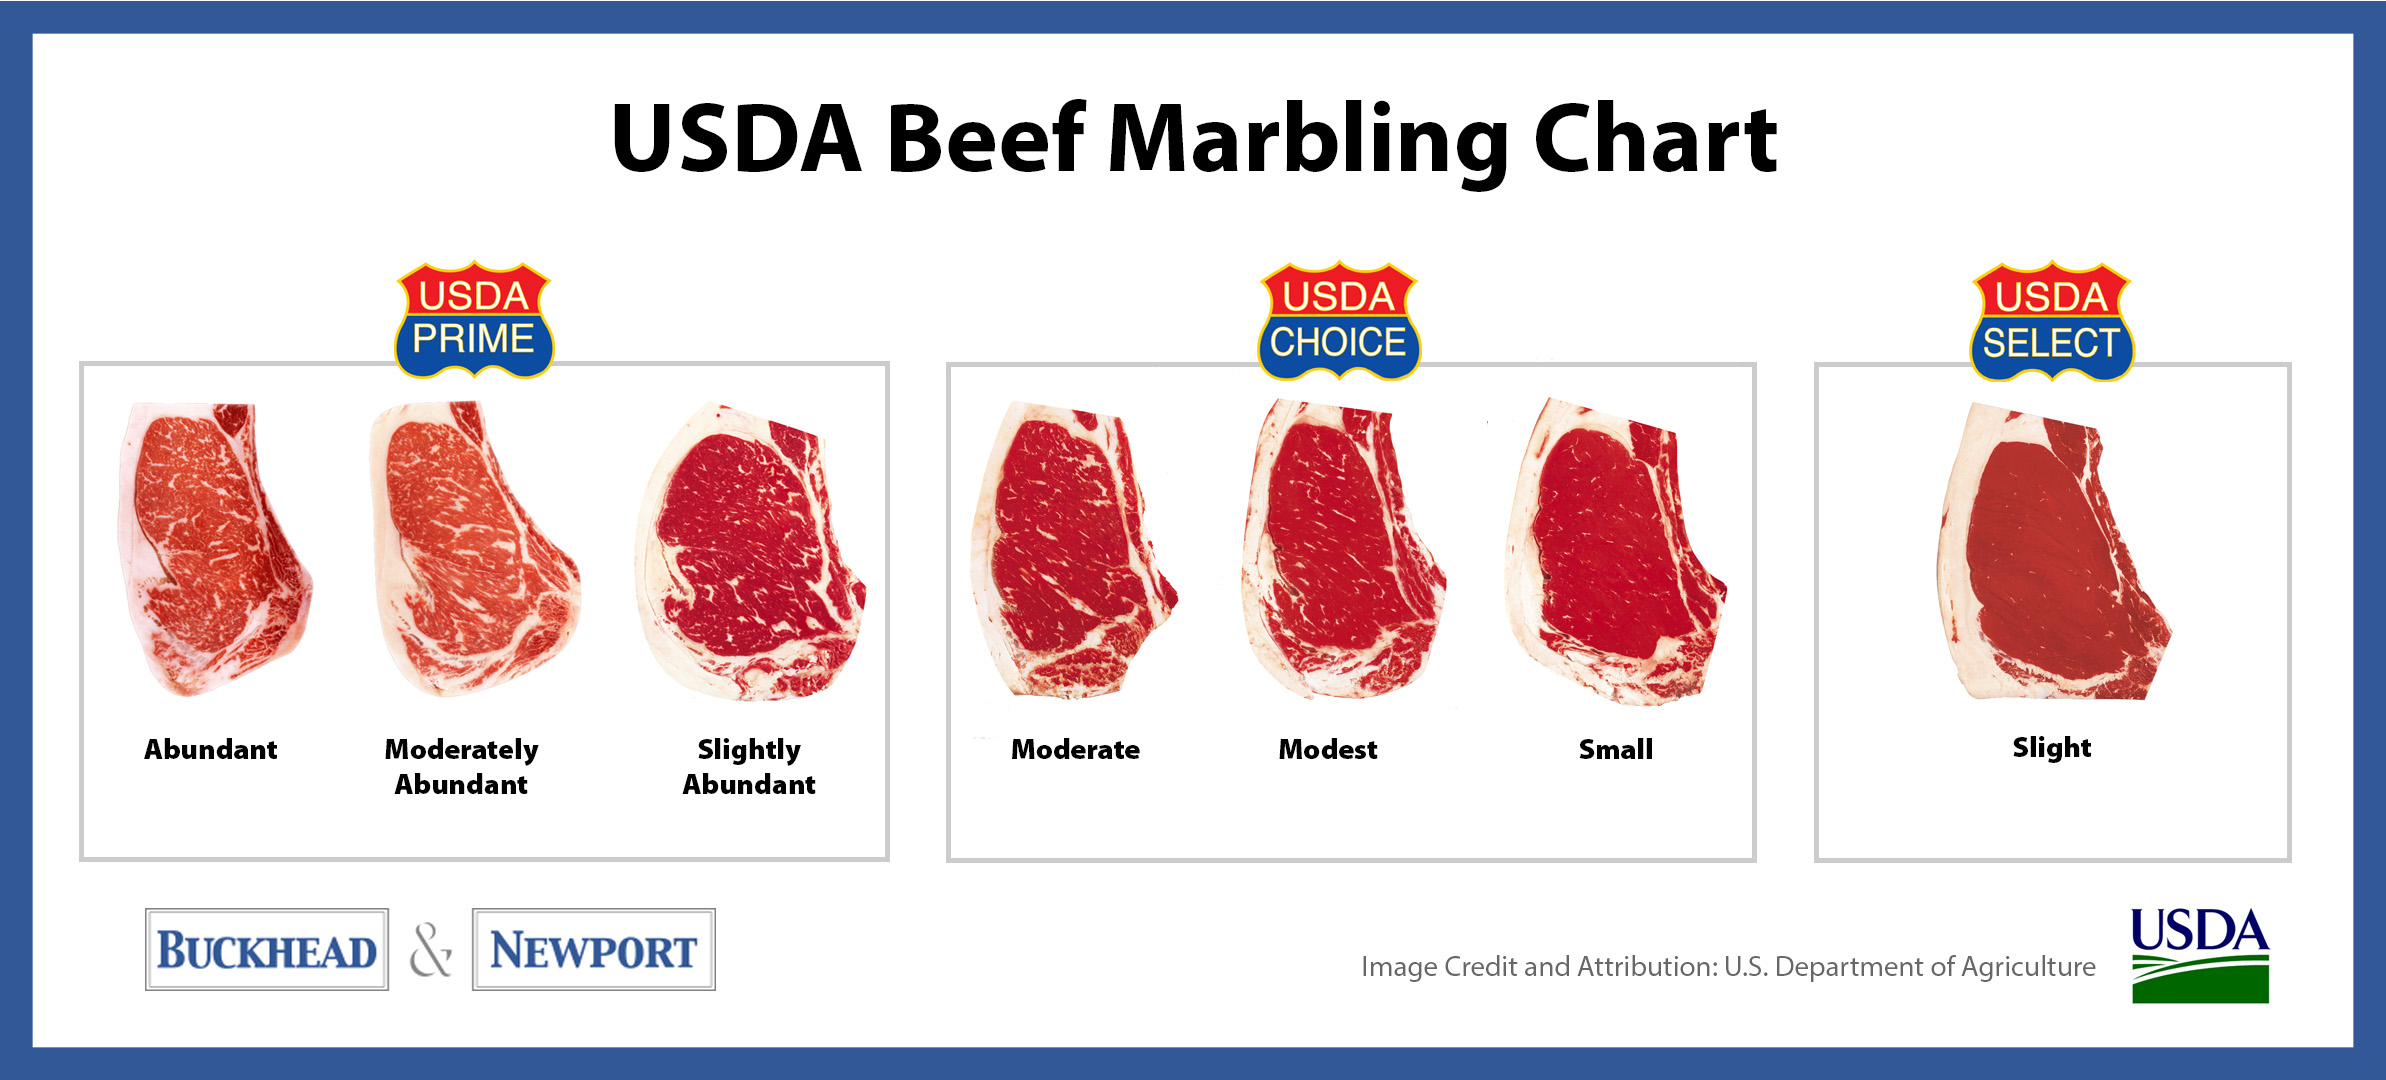 USDA Beef Marbling Chart
USDA
PRIME
USDA
CHOICE
USDA
SELECT
Abundant
Moderately
Abundant
Slightly
Abundant
Moderate
Modest
Small
Slight
BUCKHEAD & NEWPORT
Image Credit and Attribution: U.S. Department of Agriculture
USDA